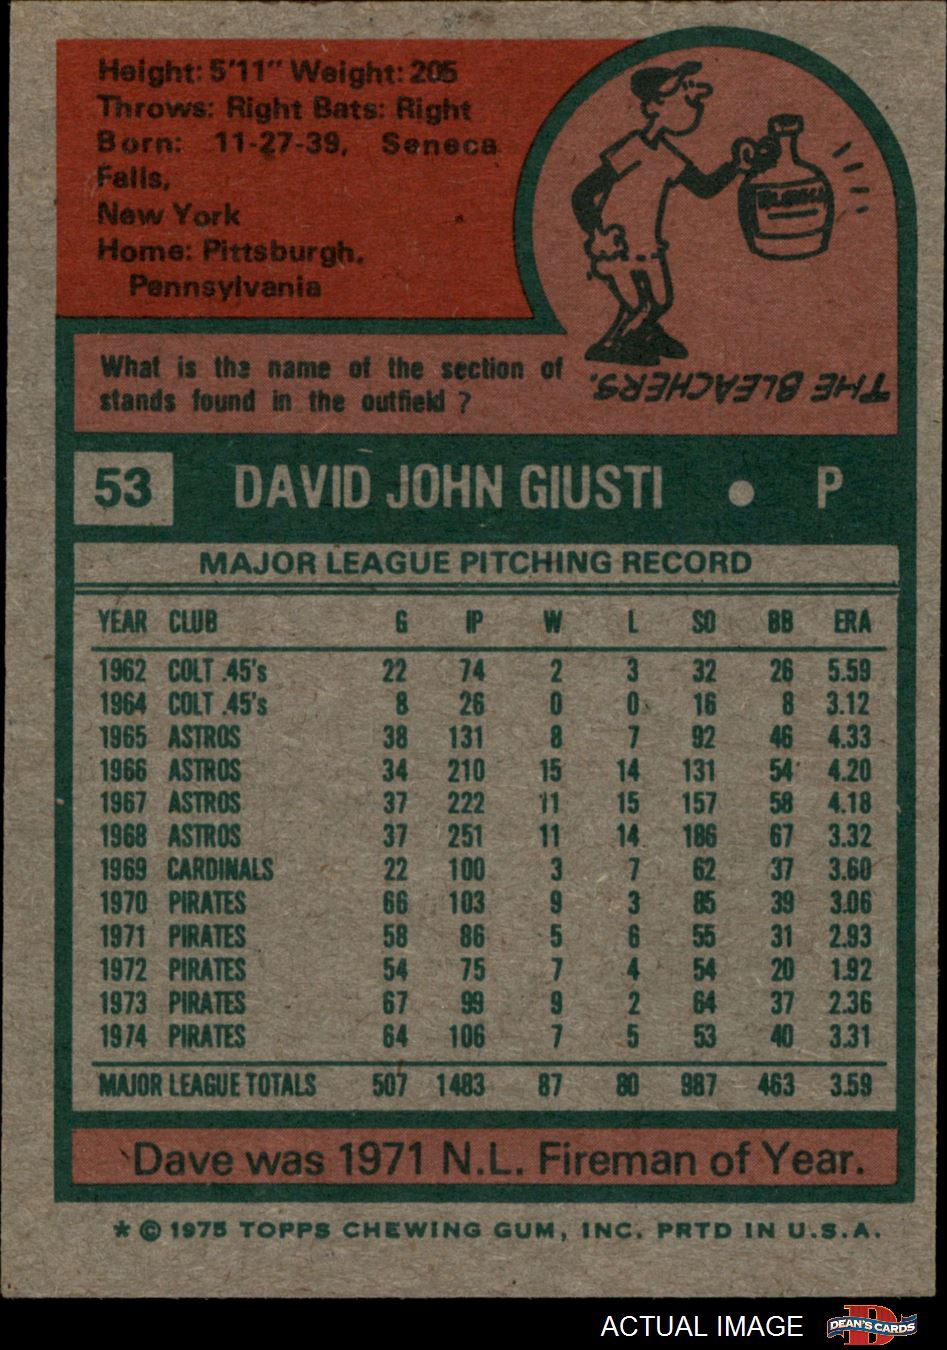 Height: 5'11" Weight: 205
Throws: Right Bats: Right
Born: 11-27-39, Seneca
Falls,
New York
Home: Pittsburgh,
Pennsylvania
What is the name of the section of
stands found in the outfield ?
THE BLEACHERS.
53 DAVID JOHN GIUSTI • P
MAJOR LEAGUE PITCHING RECORD
YEAR CLUB G IP W L SO BB ERA
1962 COLT .45's 22 74 2 3 32 26 5.59
1964 COLT .45's 8 26 0 0 16 8 3.12
1965 ASTROS 38 131 8 7 92 46 4.33
1966 ASTROS 34 210 15 14 131 54 4.20
1967 ASTROS 37 222 11 15 157 58 4.18
1968 ASTROS 37 251 11 14 186 67 3.32
1969 CARDINALS 22 100 3 7 62 37 3.60
1970 PIRATES 66 103 9 3 85 39 3.06
1971 PIRATES 58 86 5 6 55 31 2.93
1972 PIRATES 54 75 7 4 54 20 1.92
1973 PIRATES 67 99 9 2 64 37 2.36
1974 PIRATES 64 106 7 5 53 40 3.31
MAJOR LEAGUE TOTALS 507 1483 87 80 987 463 3.59
Dave was 1971 N.L. Fireman of Year.
* © 1975 TOPPS CHEWING GUM, INC. PRTD IN U.S.A.
ACTUAL IMAGE
D
DEAN'S CARDS